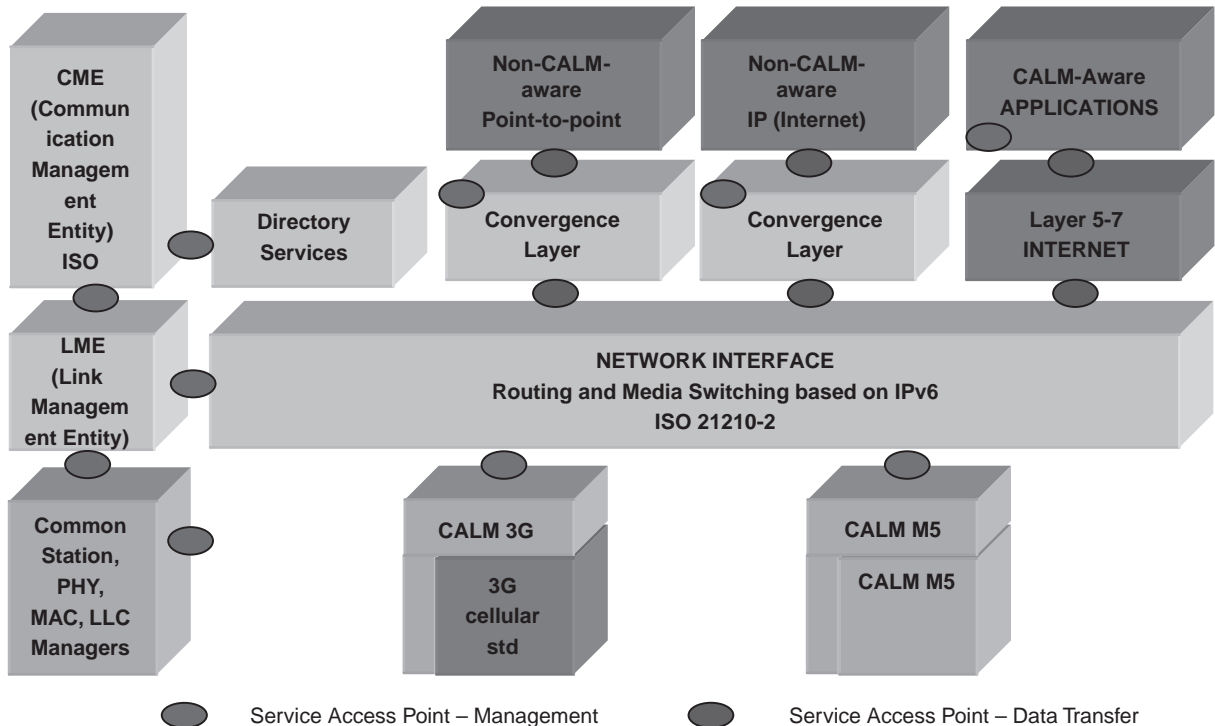 CME
(Commun
ication
Managem
ent
Entity)
ISO
Non-CALM-
aware
Point-to-point
Non-CALM-
aware
IP (Internet)
CALM-Aware
APPLICATIONS
Directory
Services
Convergence
Layer
Convergence
Layer
Layer 5-7
INTERNET
LME
(Link
Managem
ent Entity)
NETWORK INTERFACE
Routing and Media Switching based on IPv6
ISO 21210-2
Common
Station,
PHY,
MAC, LLC
Managers
CALM 3G
3G
cellular
std
CALM M5
CALM M5
Service Access Point – Management
Service Access Point – Data Transfer